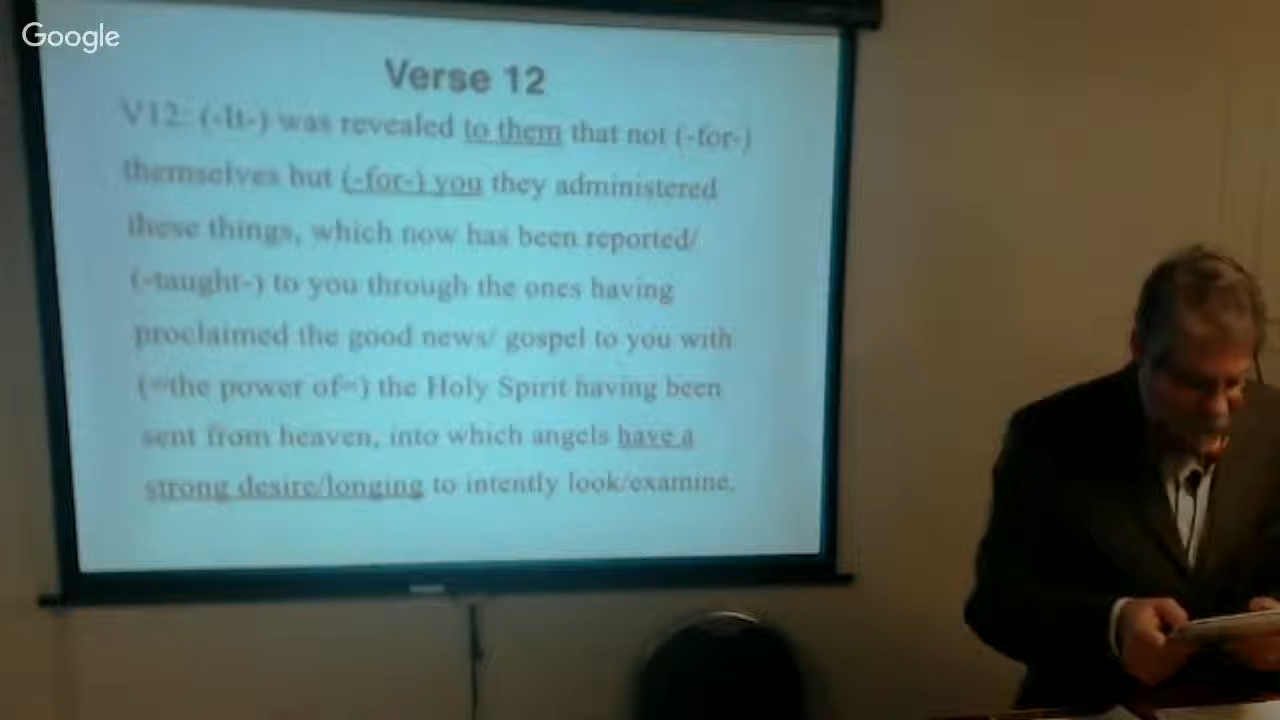 Google
Verse 12
V12: (-It-) was revealed to them that not (-for-)
themselves but (-for-) you they administered
these things, which now has been reported/
(-taught-) to you through the ones having
proclaimed the good news/ gospel to you with
(=the power of=) the Holy Spirit having been
sent from heaven, into which angels have a
strong desire/longing to intently look/examine.